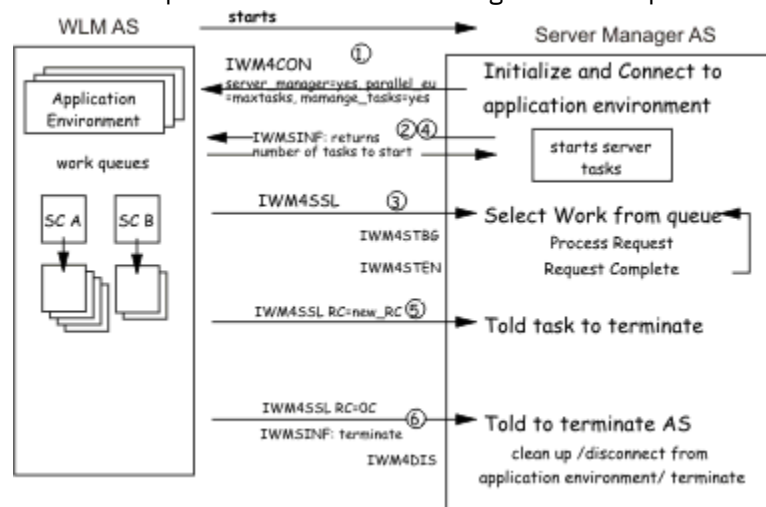 starts
WLM AS
Server Manager AS
①
IWM4CON
server_manager=yes, parallel_eu
=maxtasks, mamange_tasks=yes
Initialize and Connect to
application environment
Application
Environment
②④
IWMSINF: returns
number of tasks to start
starts server
tasks
work queues
IWM4SSL
③
SC A
SC B
Select Work from queue
IWM4STBG
Process Request
IWM4STEN
Request Complete
IWM4SSL RC=new_RC ⑤
Told task to terminate
IWM4SSL RC=0C
⑥
IWMSINF: terminate
Told to terminate AS
IWM4DIS
clean up /disconnect from
application environment/ terminate